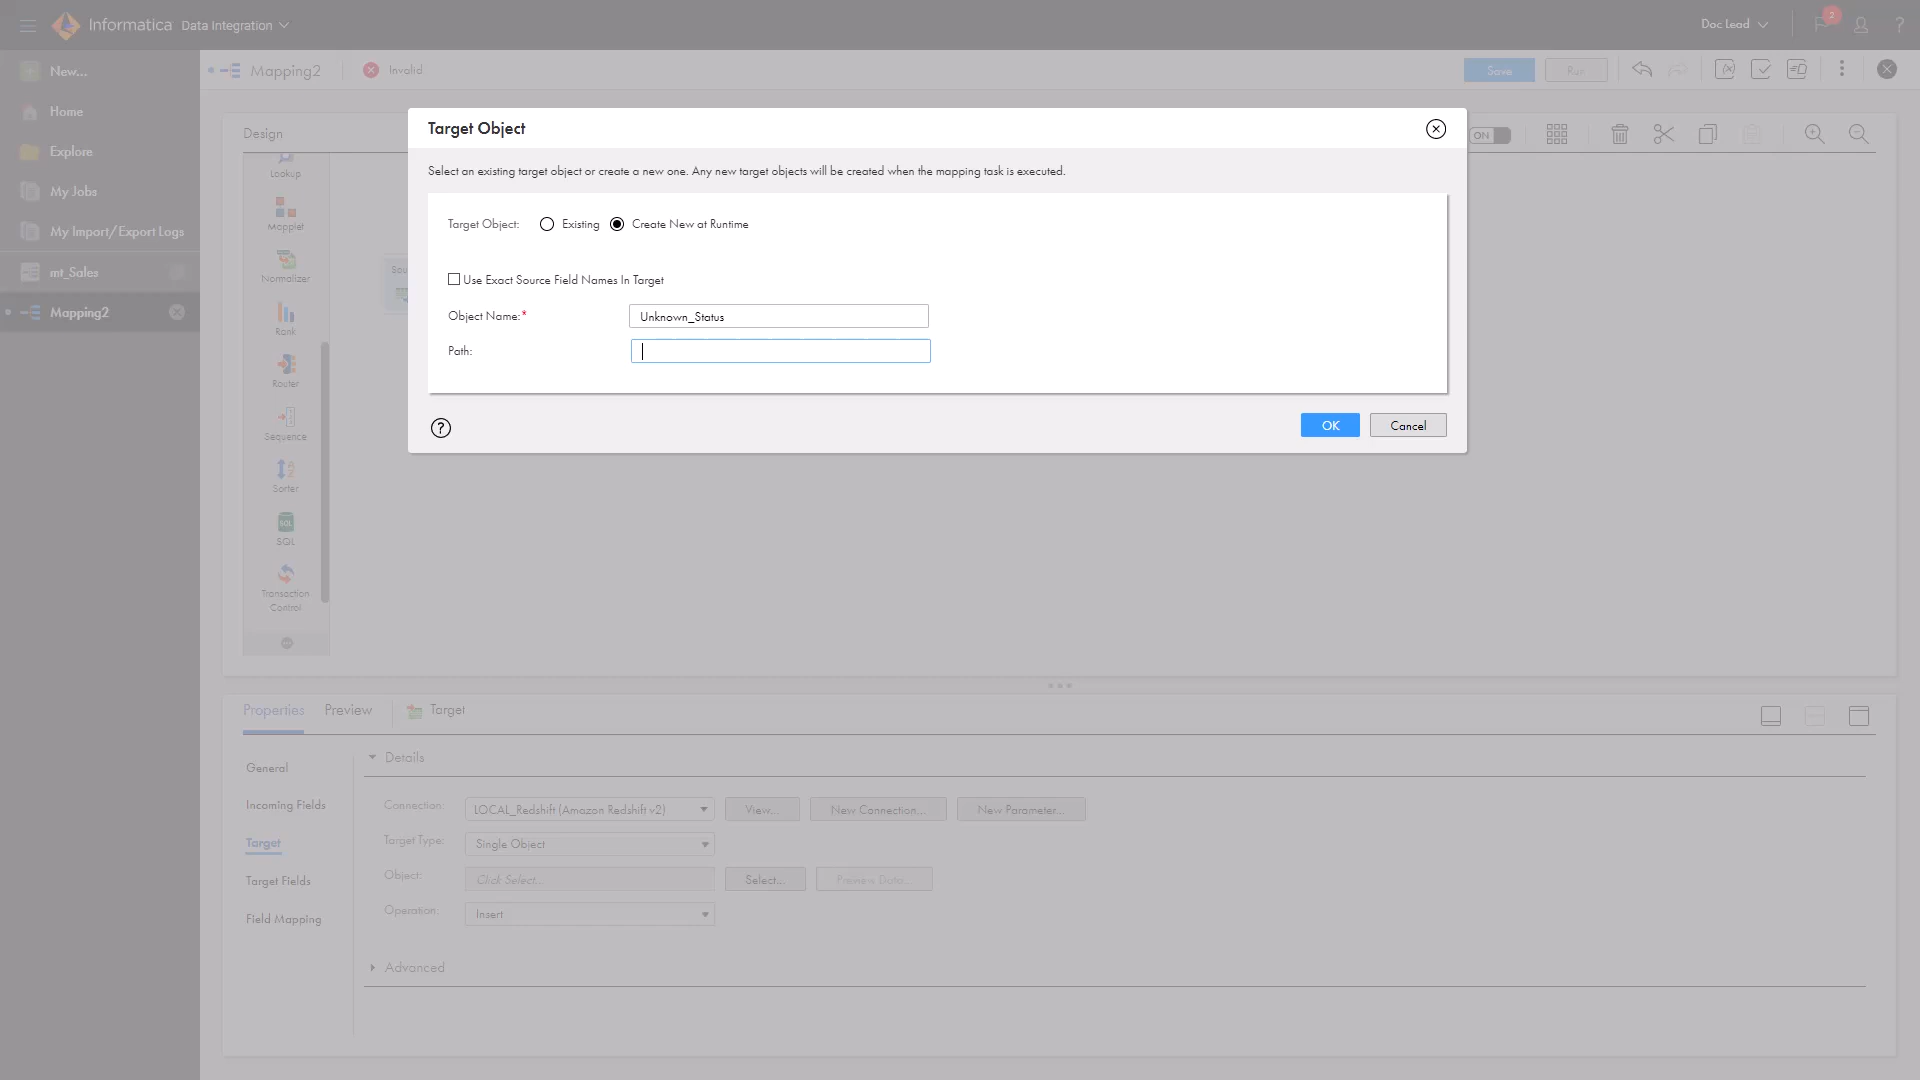 Informatica Data Integration
Doc Lead
2
?
New...
Home
Explore
My Jobs
My Import/Export Logs
mt_Sales
Mapping2
Mapping2
Invalid
Save
Run
Design
ON
Lookup
Mapplet
Normalizer
Rank
Router
Sequence
Sorter
SQL
SQL
Transaction
Control
Sou
Target Object
Select an existing target object or create a new one. Any new target objects will be created when the mapping task is executed.
Target Object: Existing Create New at Runtime
Use Exact Source Field Names In Target
Object Name:* Unknown_Status
Path:
?
OK
Cancel
Properties
Preview
Target
General
Incoming Fields
Target
Target Fields
Field Mapping
Details
Connection: LOCAL_Redshift (Amazon Redshift v2) View... New Connection... New Parameter...
Target Type: Single Object
Object: Click Select... Select... Preview Data...
Operation: Insert
Advanced